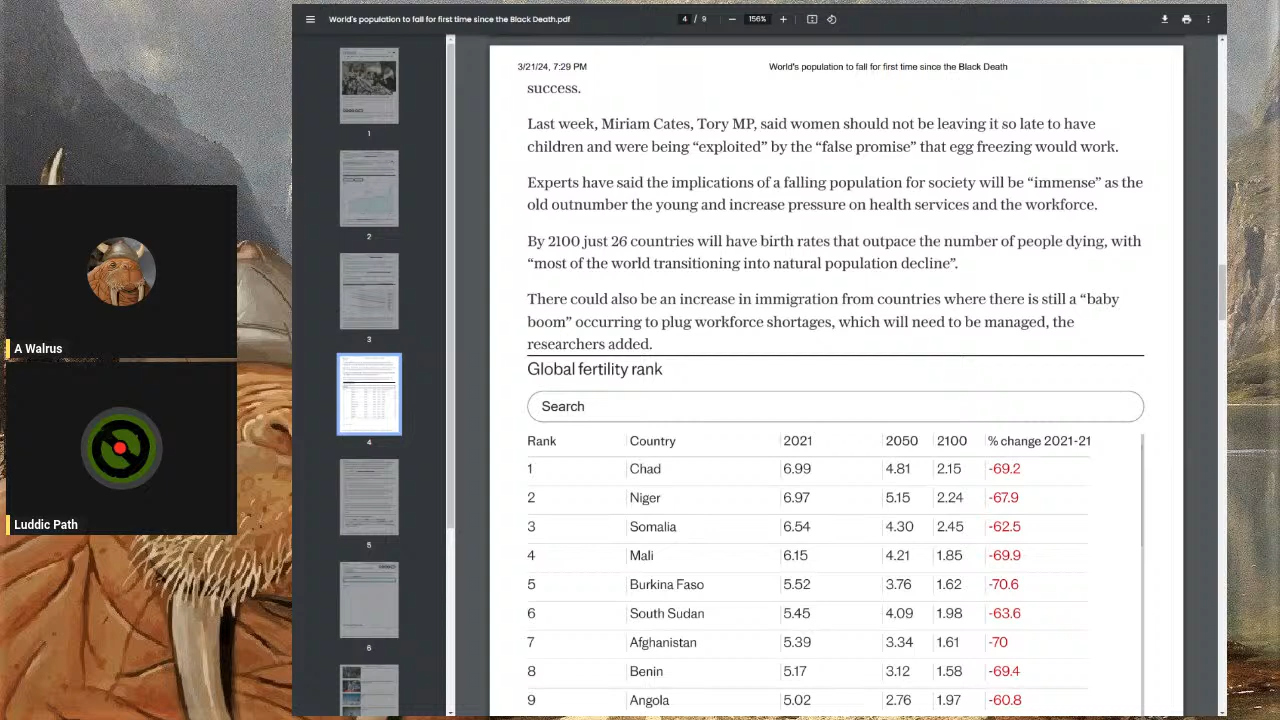 World's population to fall for first time since the Black Death.pdf
4 / 9
156%
3/21/24, 7:29 PM
World's population to fall for first time since the Black Death
success.
Last week, Miriam Cates, Tory MP, said women should not be leaving it so late to have
children and were being “exploited” by the “false promise” that egg freezing would work.
Experts have said the implications of a falling population for society will be “immense” as the
old outnumber the young and increase pressure on health services and the workforce.
By 2100 just 26 countries will have birth rates that outpace the number of people dying, with
“most of the world transitioning into natural population decline”.
There could also be an increase in immigration from countries where there is still a “baby
boom” occurring to plug workforce shortages, which will need to be managed, the
researchers added.
Global fertility rank
Search
Rank Country 2021 2050 2100 % change 2021-21
1 Chad 6.99 4.81 2.15 -69.2
2 Niger 6.97 5.15 2.24 -67.9
3 Somalia 6.54 4.30 2.45 -62.5
4 Mali 6.15 4.21 1.85 -69.9
5 Burkina Faso 5.52 3.76 1.62 -70.6
6 South Sudan 5.45 4.09 1.98 -63.6
7 Afghanistan 5.39 3.34 1.61 -70
8 Benin 5.17 3.12 1.58 -69.4
9 Angola 5.02 2.76 1.97 -60.8
1
2
3
4
5
6
A Walrus
Luddic Path